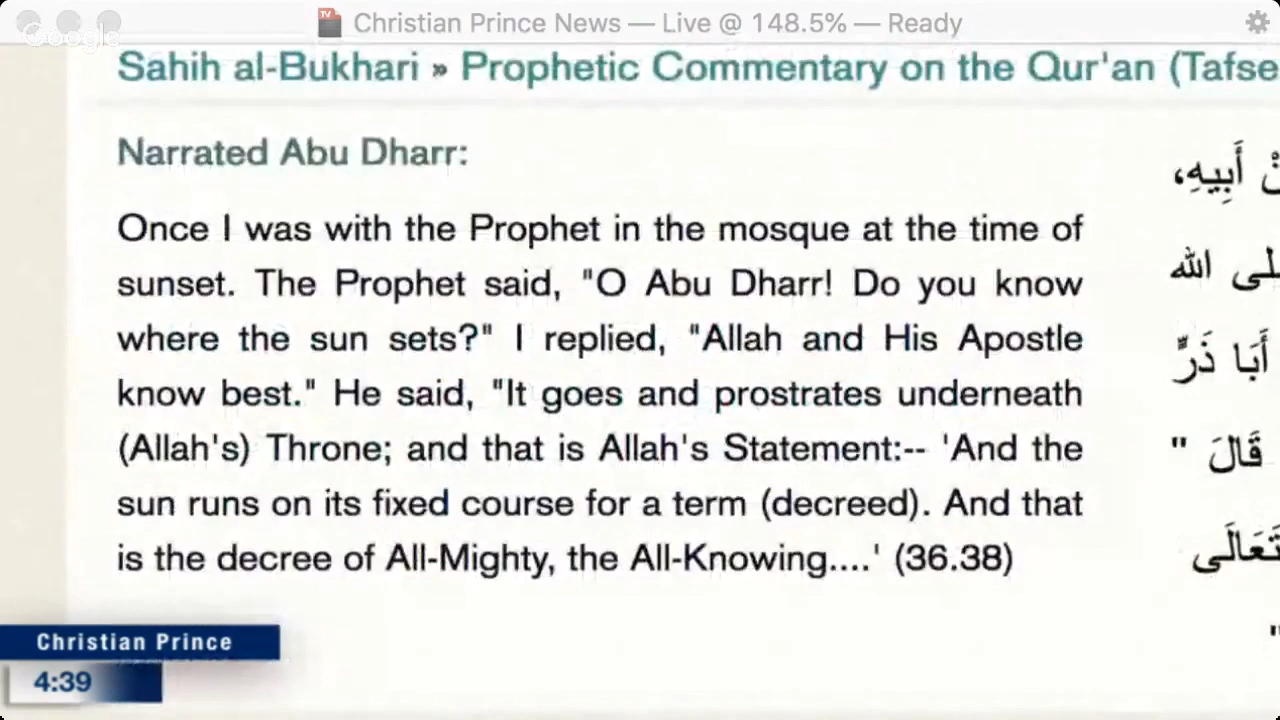 Christian Prince News — Live @ 148.5% — Ready
TV
Google
Sahih al-Bukhari » Prophetic Commentary on the Qur'an (Tafse
Narrated Abu Dharr:
Once I was with the Prophet in the mosque at the time of
sunset. The Prophet said, "O Abu Dharr! Do you know
where the sun sets?" I replied, "Allah and His Apostle
know best." He said, "It goes and prostrates underneath
(Allah's) Throne; and that is Allah's Statement:-- 'And the
sun runs on its fixed course for a term (decreed). And that
is the decree of All-Mighty, the All-Knowing....' (36.38)
نْ أَبِيهِ،
لى الله
أَبَا ذَرٍّ
قَالَ "
تَعَالَى
"
Christian Prince
4:39